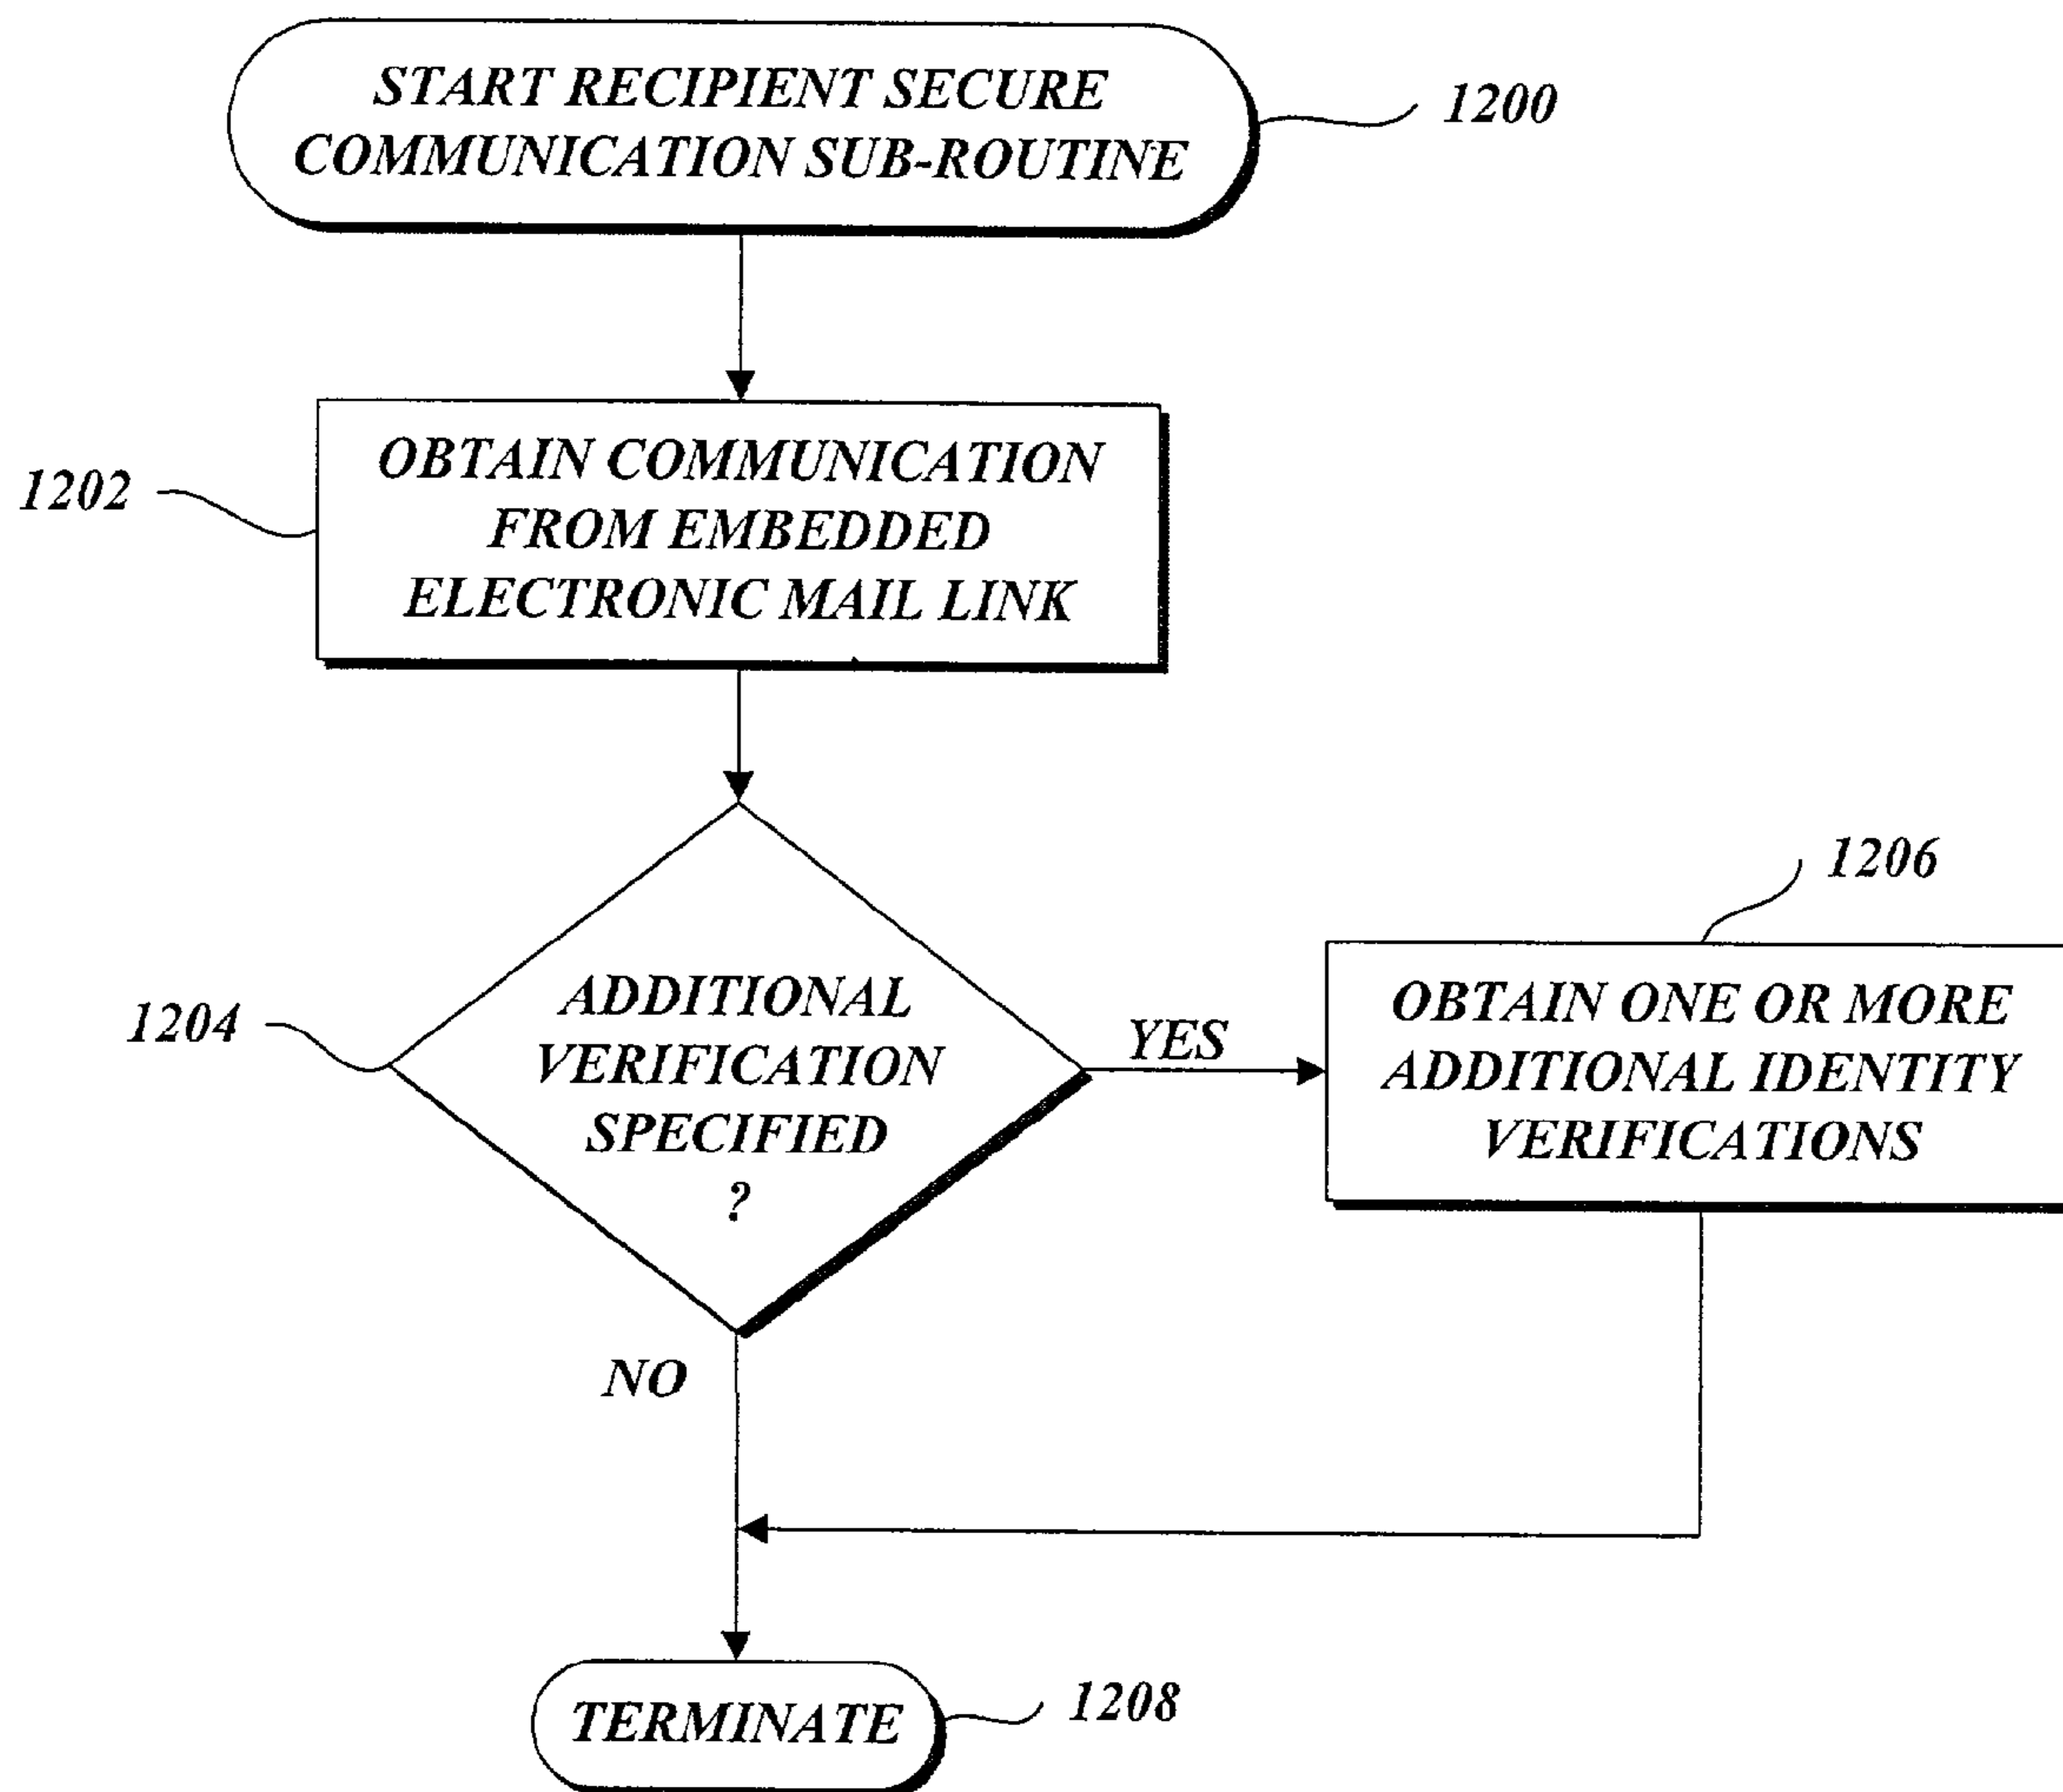 START RECIPIENT SECURE
COMMUNICATION SUB-ROUTINE
1200
OBTAIN COMMUNICATION
FROM EMBEDDED
ELECTRONIC MAIL LINK
1202
ADDITIONAL
VERIFICATION
SPECIFIED
?
1204
YES
1206
OBTAIN ONE OR MORE
ADDITIONAL IDENTITY
VERIFICATIONS
NO
TERMINATE
1208